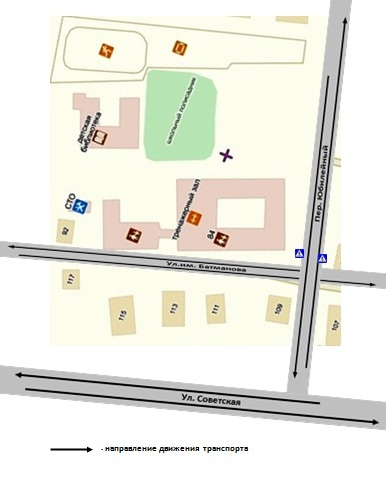 школьный полисадник
детская
библиотека
Пер. Юбилейный
СТО
тренажерный зал
84
92
Ул.им. Батманова
117
115
113
111
109
107
Ул. Советская
- направление движения транспорта